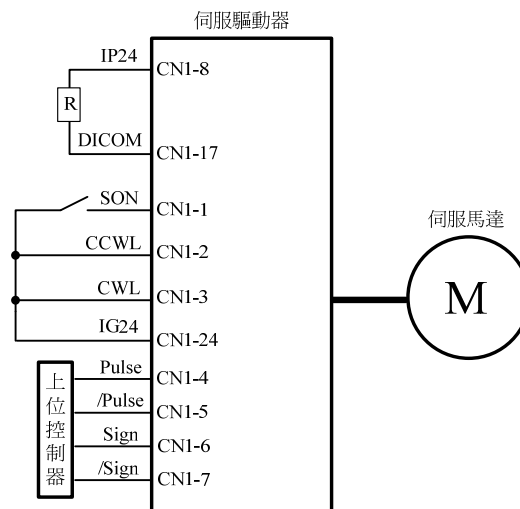 伺服驅動器
IP24
CN1-8
R
DICOM
CN1-17
SON
CN1-1
CCWL
CN1-2
CWL
CN1-3
IG24
CN1-24
Pulse
CN1-4
/Pulse
CN1-5
Sign
CN1-6
/Sign
CN1-7
上位控制器
伺服馬達
M